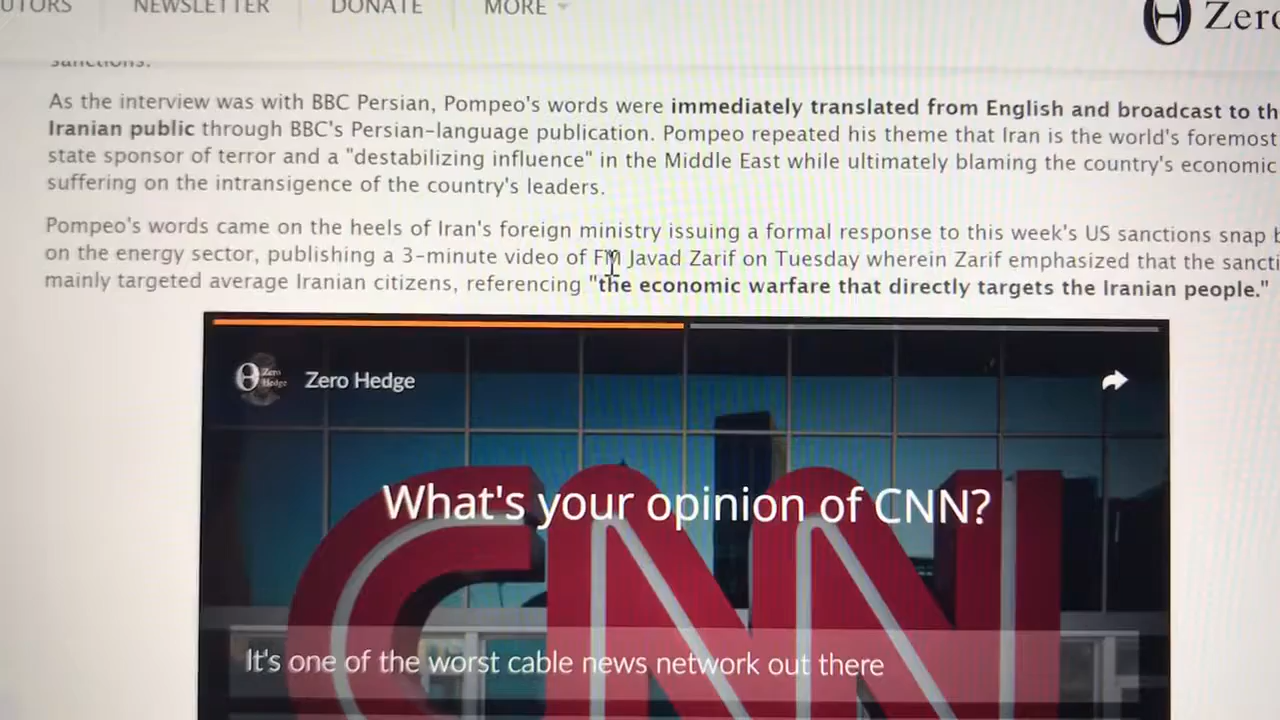 UTORS NEWSLETTER DONATE MORE
Zero
sanctions.
As the interview was with BBC Persian, Pompeo's words were immediately translated from English and broadcast to th
Iranian public through BBC's Persian-language publication. Pompeo repeated his theme that Iran is the world's foremost
state sponsor of terror and a "destabilizing influence" in the Middle East while ultimately blaming the country's economic
suffering on the intransigence of the country's leaders.
Pompeo's words came on the heels of Iran's foreign ministry issuing a formal response to this week's US sanctions snap b
on the energy sector, publishing a 3-minute video of FM Javad Zarif on Tuesday wherein Zarif emphasized that the sancti
mainly targeted average Iranian citizens, referencing "the economic warfare that directly targets the Iranian people."
Zero Hedge
Zero Hedge
What's your opinion of CNN?
CNN
It's one of the worst cable news network out there